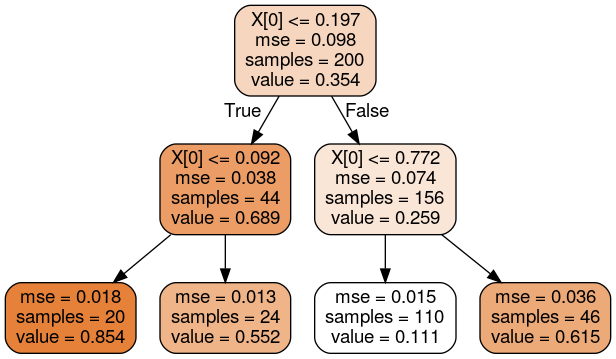 X[0] <= 0.197
mse = 0.098
samples = 200
value = 0.354
True
False
X[0] <= 0.092
mse = 0.038
samples = 44
value = 0.689
X[0] <= 0.772
mse = 0.074
samples = 156
value = 0.259
mse = 0.018
samples = 20
value = 0.854
mse = 0.013
samples = 24
value = 0.552
mse = 0.015
samples = 110
value = 0.111
mse = 0.036
samples = 46
value = 0.615